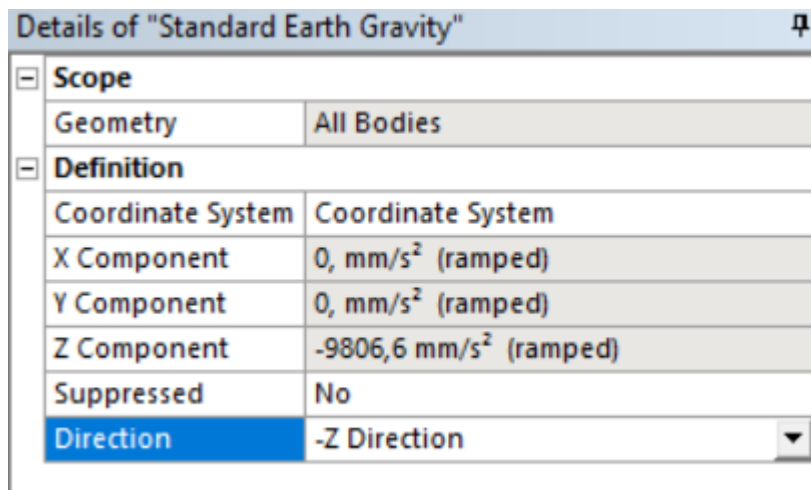 Details of "Standard Earth Gravity"
Scope
Geometry All Bodies
Definition
Coordinate System Coordinate System
X Component 0, mm/s² (ramped)
Y Component 0, mm/s² (ramped)
Z Component -9806,6 mm/s² (ramped)
Suppressed No
Direction -Z Direction